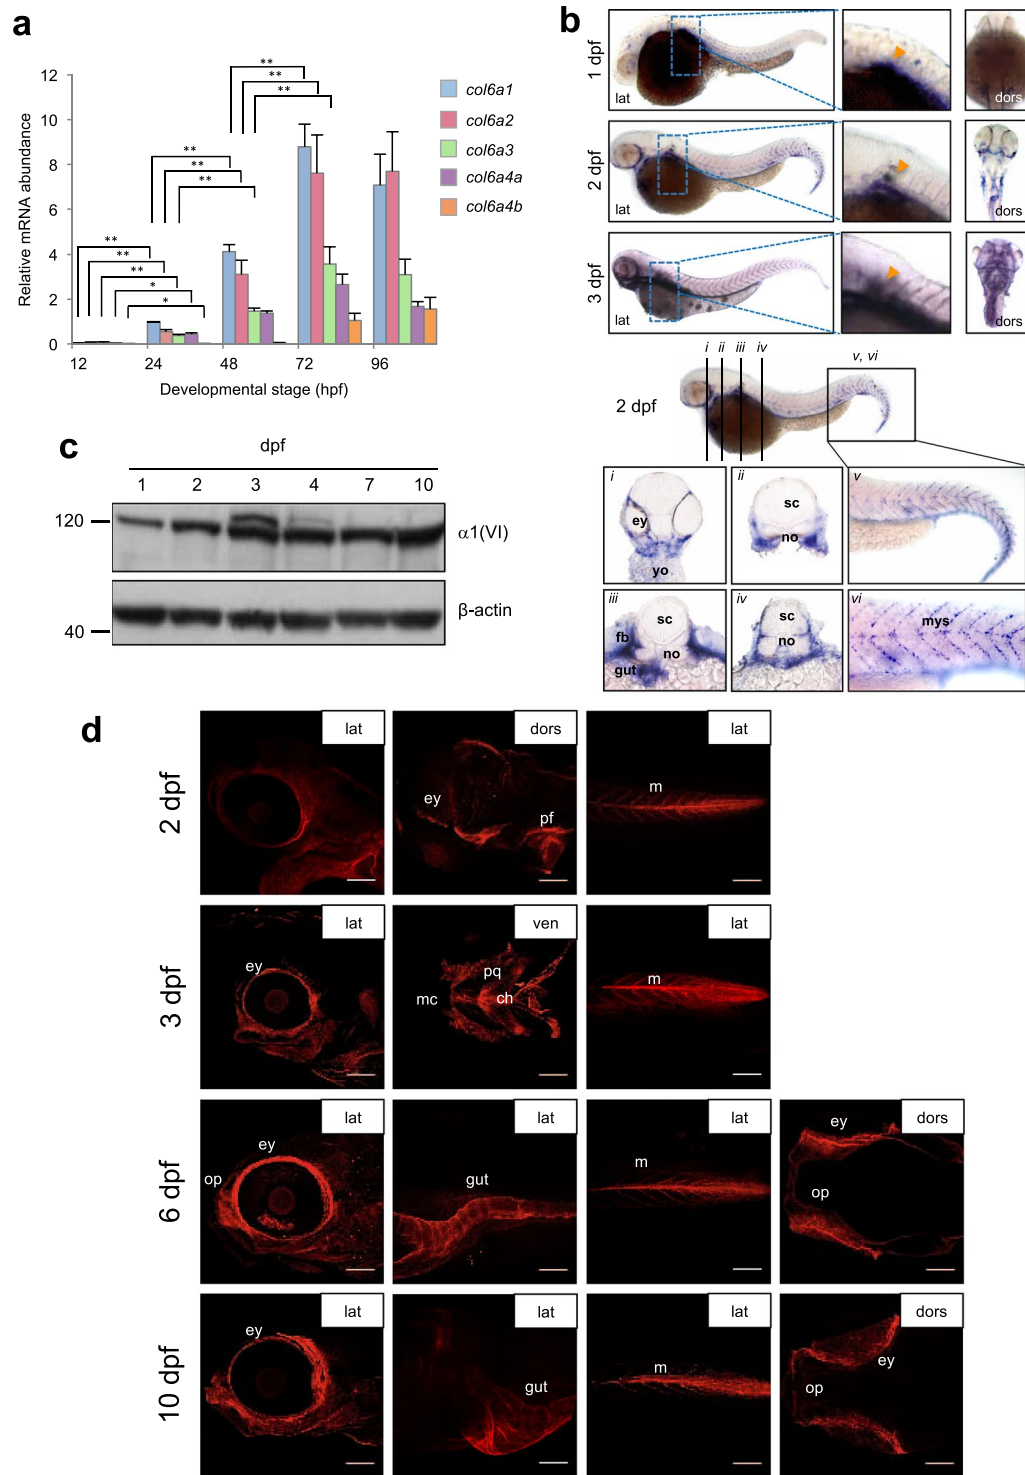 a
Relative mRNA abundance
12
10
8
6
4
2
0
** ** **
** ** **
** ** ** * *
col6a1
col6a2
col6a3
col6a4a
col6a4b
12 24 48 72 96
Developmental stage (hpf)
b
1 dpf
lat
dors
2 dpf
lat
dors
3 dpf
lat
dors
2 dpf
i ii iii iv
v, vi
i
ey
yo
ii
sc
no
v
iii
sc
fb
no
gut
iv
sc
no
vi
mys
c
dpf
1 2 3 4 7 10
120
α1(VI)
β-actin
40
d
2 dpf
lat
dors
ey
pf
lat
m
3 dpf
lat
ey
ven
pq
mc
ch
lat
m
6 dpf
lat
ey
op
lat
gut
lat
m
dors
ey
op
10 dpf
lat
ey
lat
gut
lat
m
dors
ey
op